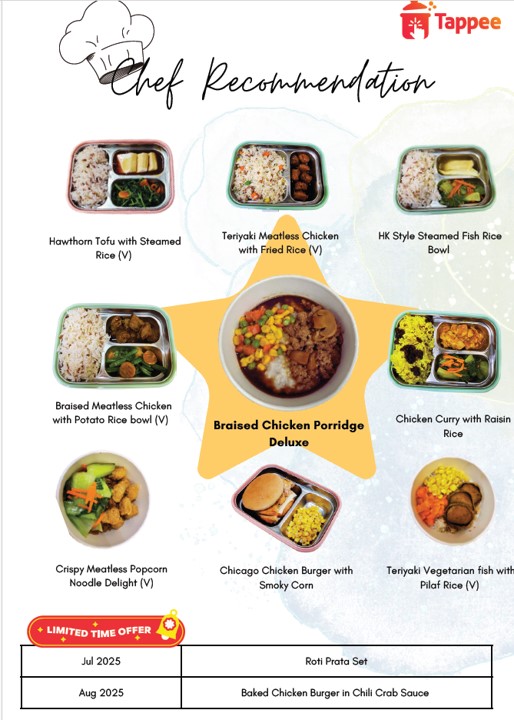 Tappee
Chef Recommendation
Hawthorn Tofu with Steamed
Rice (V)
Teriyaki Meatless Chicken
with Fried Rice (V)
HK Style Steamed Fish Rice
Bowl
Braised Meatless Chicken
with Potato Rice bowl (V)
Braised Chicken Porridge
Deluxe
Chicken Curry with Raisin
Rice
Crispy Meatless Popcorn
Noodle Delight (V)
Chicago Chicken Burger with
Smoky Corn
Teriyaki Vegetarian fish with
Pilaf Rice (V)
LIMITED TIME OFFER
Jul 2025 Roti Prata Set
Aug 2025 Baked Chicken Burger in Chili Crab Sauce